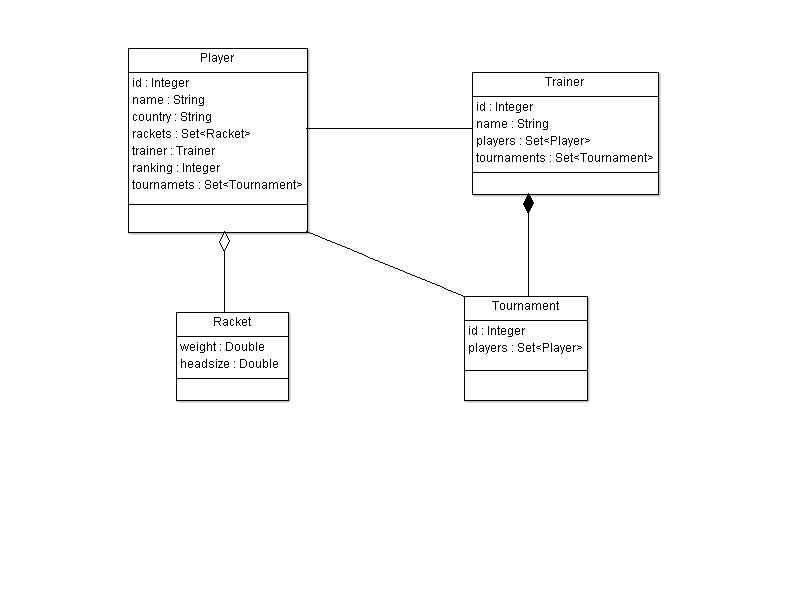 Player
id : Integer
name : String
country : String
rackets : Set<Racket>
trainer : Trainer
ranking : Integer
tournamets : Set<Tournament>
Trainer
id : Integer
name : String
players : Set<Player>
tournaments : Set<Tournament>
Racket
weight : Double
headsize : Double
Tournament
id : Integer
players : Set<Player>